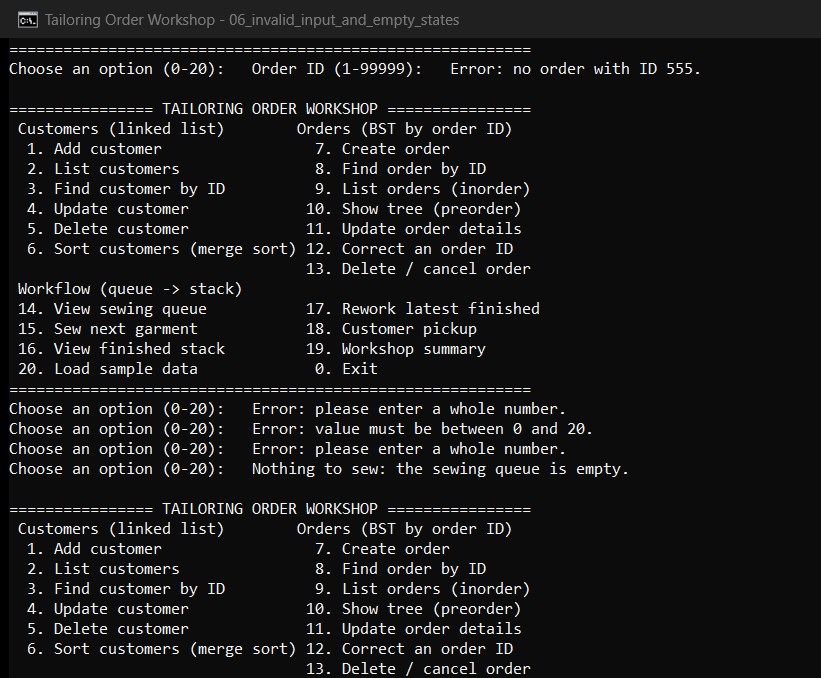 Tailoring Order Workshop - 06_invalid_input_and_empty_states
==========================================================
Choose an option (0-20):   Order ID (1-99999):   Error: no order with ID 555.

================ TAILORING ORDER WORKSHOP ================
 Customers (linked list)        Orders (BST by order ID)
  1. Add customer                 7. Create order
  2. List customers               8. Find order by ID
  3. Find customer by ID          9. List orders (inorder)
  4. Update customer             10. Show tree (preorder)
  5. Delete customer             11. Update order details
  6. Sort customers (merge sort) 12. Correct an order ID
                                 13. Delete / cancel order
 Workflow (queue -> stack)
 14. View sewing queue           17. Rework latest finished
 15. Sew next garment            18. Customer pickup
 16. View finished stack         19. Workshop summary
 20. Load sample data             0. Exit
==========================================================
Choose an option (0-20):   Error: please enter a whole number.
Choose an option (0-20):   Error: value must be between 0 and 20.
Choose an option (0-20):   Error: please enter a whole number.
Choose an option (0-20):   Nothing to sew: the sewing queue is empty.

================ TAILORING ORDER WORKSHOP ================
 Customers (linked list)        Orders (BST by order ID)
  1. Add customer                 7. Create order
  2. List customers               8. Find order by ID
  3. Find customer by ID          9. List orders (inorder)
  4. Update customer             10. Show tree (preorder)
  5. Delete customer             11. Update order details
  6. Sort customers (merge sort) 12. Correct an order ID
                                 13. Delete / cancel order